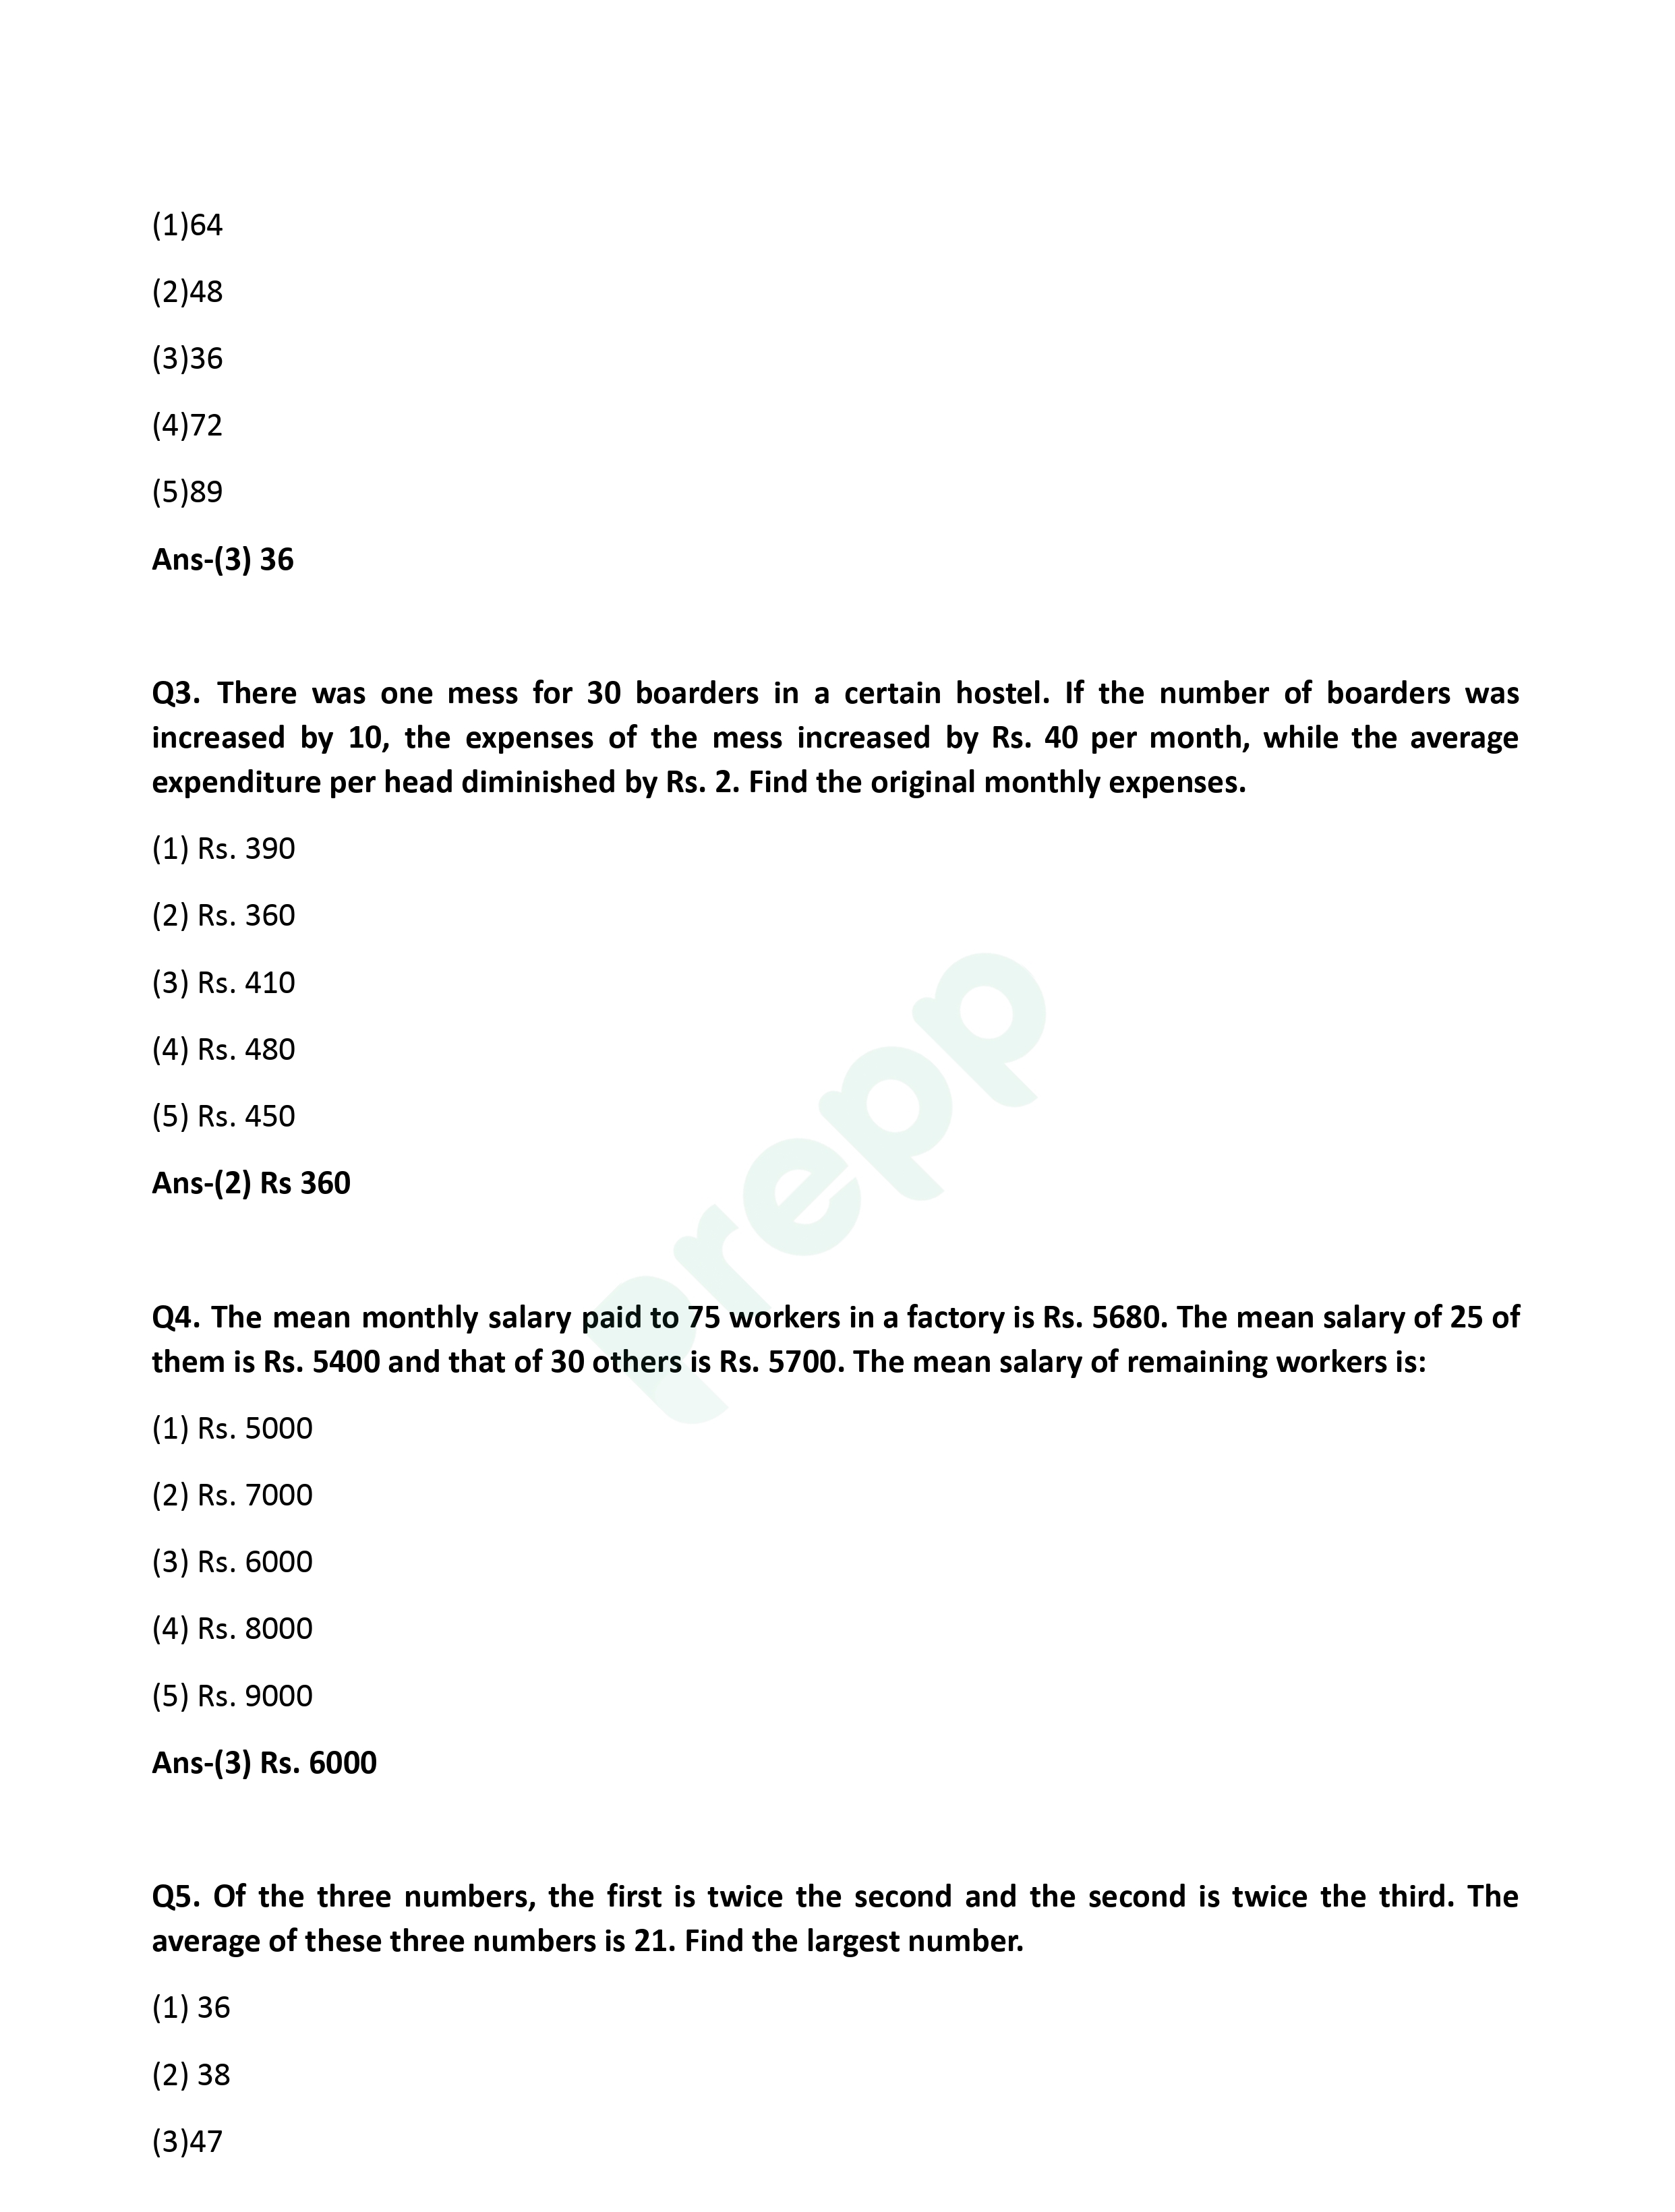 (1)64
(2)48
(3)36
(4)72
(5)89
Ans-(3) 36
Q3. There was one mess for 30 boarders in a certain hostel. If the number of boarders was
increased by 10, the expenses of the mess increased by Rs. 40 per month, while the average
expenditure per head diminished by Rs. 2. Find the original monthly expenses.
(1) Rs. 390
(2) Rs. 360
(3) Rs. 410
(4) Rs. 480
(5) Rs. 450
Ans-(2) Rs 360
prepp
Q4. The mean monthly salary paid to 75 workers in a factory is Rs. 5680. The mean salary of 25 of
them is Rs. 5400 and that of 30 others is Rs. 5700. The mean salary of remaining workers is:
(1) Rs. 5000
(2) Rs. 7000
(3) Rs. 6000
(4) Rs. 8000
(5) Rs. 9000
Ans-(3) Rs. 6000
Q5. Of the three numbers, the first is twice the second and the second is twice the third. The
average of these three numbers is 21. Find the largest number.
(1) 36
(2) 38
(3)47